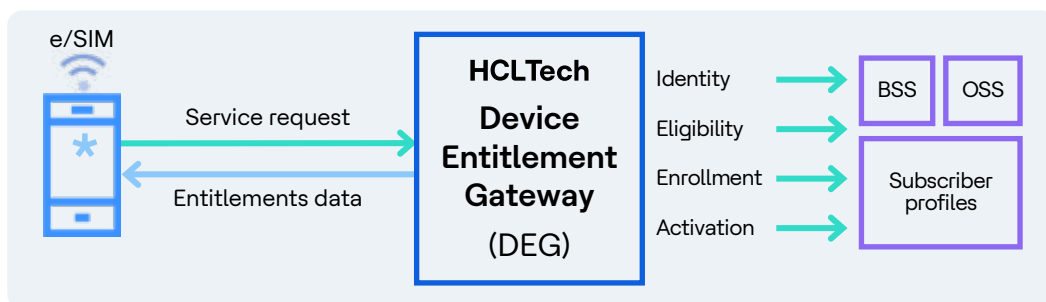 e/SIM
Service request
Entitlements data
HCLTech
Device
Entitlement
Gateway
(DEG)
Identity
Eligibility
Enrollment
Activation
BSS
OSS
Subscriber
profiles